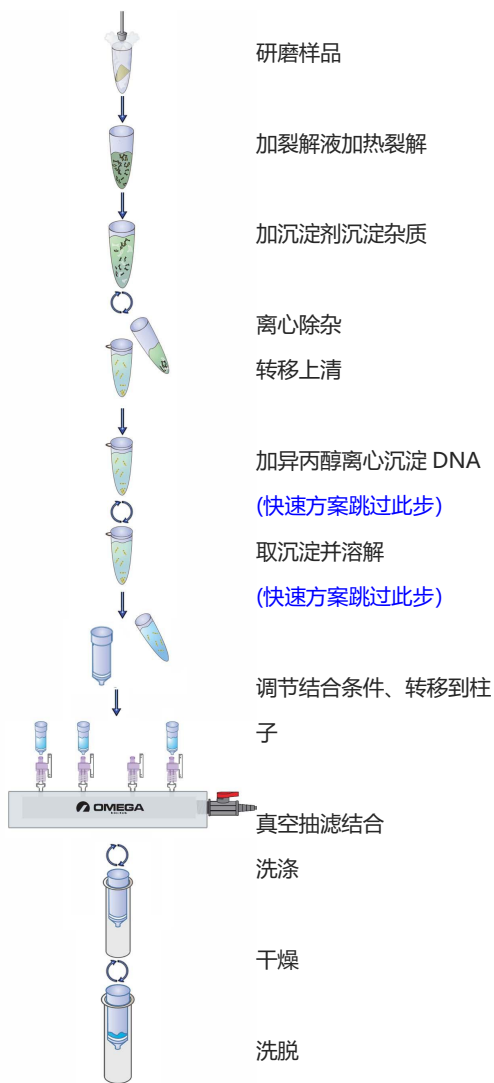 研磨样品
加裂解液加热裂解
加沉淀剂沉淀杂质
离心除杂
转移上清
加异丙醇离心沉淀 DNA
(快速方案跳过此步)
取沉淀并溶解
(快速方案跳过此步)
调节结合条件、转移到柱
子
OMEGA
真空抽滤结合
洗涤
干燥
洗脱